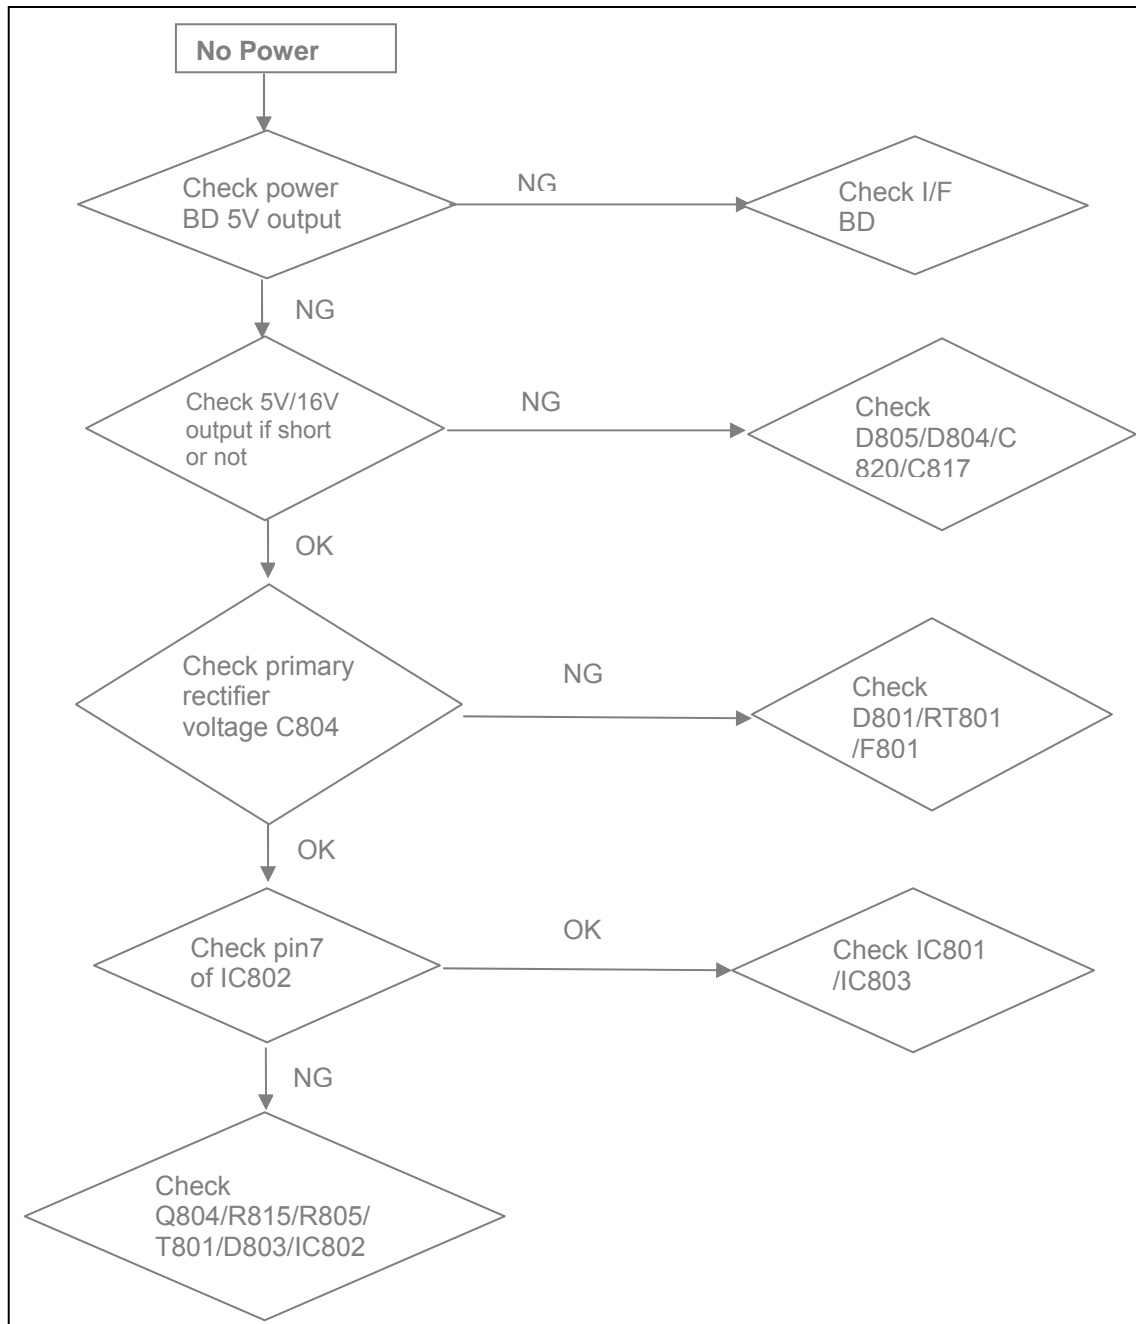 No Power
Check power
BD 5V output
NG
Check I/F
BD
NG
Check 5V/16V
output if short
or not
NG
Check
D805/D804/C
820/C817
OK
Check primary
rectifier
voltage C804
NG
Check
D801/RT801
/F801
OK
Check pin7
of IC802
OK
Check IC801
/IC803
NG
Check
Q804/R815/R805/
T801/D803/IC802